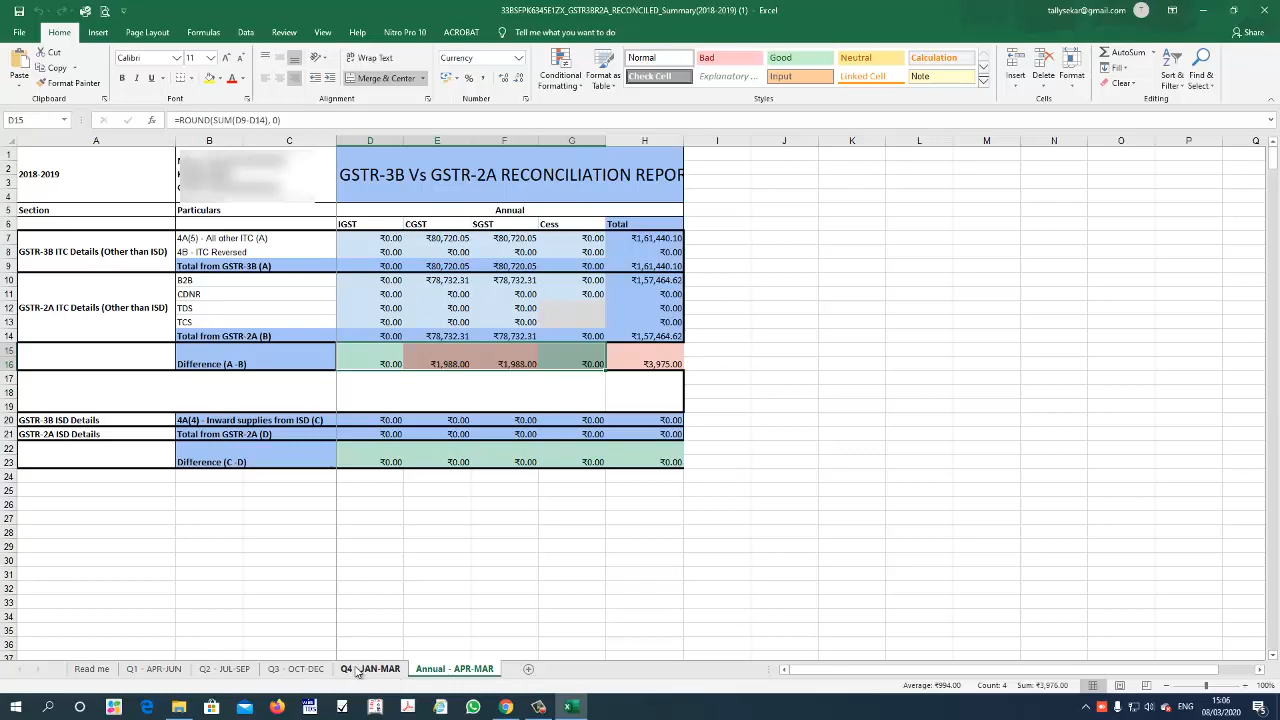 33BSFPK6345E1ZX_GSTR3BR2A_RECONCILED_Summary(2018-2019) (1) - Excel
tallysekar@gmail.com
File Home Insert Page Layout Formulas Data Review View Help Nitro Pro 10 ACROBAT Tell me what you want to do Share
Paste Cut Copy Format Painter
Calibri 11
Wrap Text
Merge & Center
Currency
Conditional Formatting Format as Table
Normal Bad Good Neutral Calculation
Check Cell Explanatory ... Input Linked Cell Note
Insert Delete Format
AutoSum Fill Clear
Sort & Filter Find & Select
Clipboard Font Alignment Number Styles Cells Editing
D15 =ROUND(SUM(D9-D14), 0)
A B C D E F G H I J K L M N O P Q
2018-2019
GSTR-3B Vs GSTR-2A RECONCILIATION REPOR
Section Particulars Annual
IGST CGST SGST Cess Total
4A(5) - All other ITC (A) ₹0.00 ₹80,720.05 ₹80,720.05 ₹0.00 ₹1,61,440.10
GSTR-3B ITC Details (Other than ISD) 4B - ITC Reversed ₹0.00 ₹0.00 ₹0.00 ₹0.00 ₹0.00
Total from GSTR-3B (A) ₹0.00 ₹80,720.05 ₹80,720.05 ₹0.00 ₹1,61,440.10
B2B ₹0.00 ₹78,732.31 ₹78,732.31 ₹0.00 ₹1,57,464.62
CDNR ₹0.00 ₹0.00 ₹0.00 ₹0.00 ₹0.00
GSTR-2A ITC Details (Other than ISD) TDS ₹0.00 ₹0.00 ₹0.00 ₹0.00
TCS ₹0.00 ₹0.00 ₹0.00 ₹0.00
Total from GSTR-2A (B) ₹0.00 ₹78,732.31 ₹78,732.31 ₹0.00 ₹1,57,464.62
Difference (A -B) ₹0.00 ₹1,988.00 ₹1,988.00 ₹0.00 ₹3,975.00
GSTR-3B ISD Details 4A(4) - Inward supplies from ISD (C) ₹0.00 ₹0.00 ₹0.00 ₹0.00 ₹0.00
GSTR-2A ISD Details Total from GSTR-2A (D) ₹0.00 ₹0.00 ₹0.00 ₹0.00 ₹0.00
Difference (C -D) ₹0.00 ₹0.00 ₹0.00 ₹0.00 ₹0.00
Read me Q1 - APR-JUN Q2 - JUL-SEP Q3 - OCT-DEC Q4 - JAN-MAR Annual - APR-MAR
Average: ₹994.00 Count: 4 Sum: ₹3,976.00 100%
15:06
08/03/2020